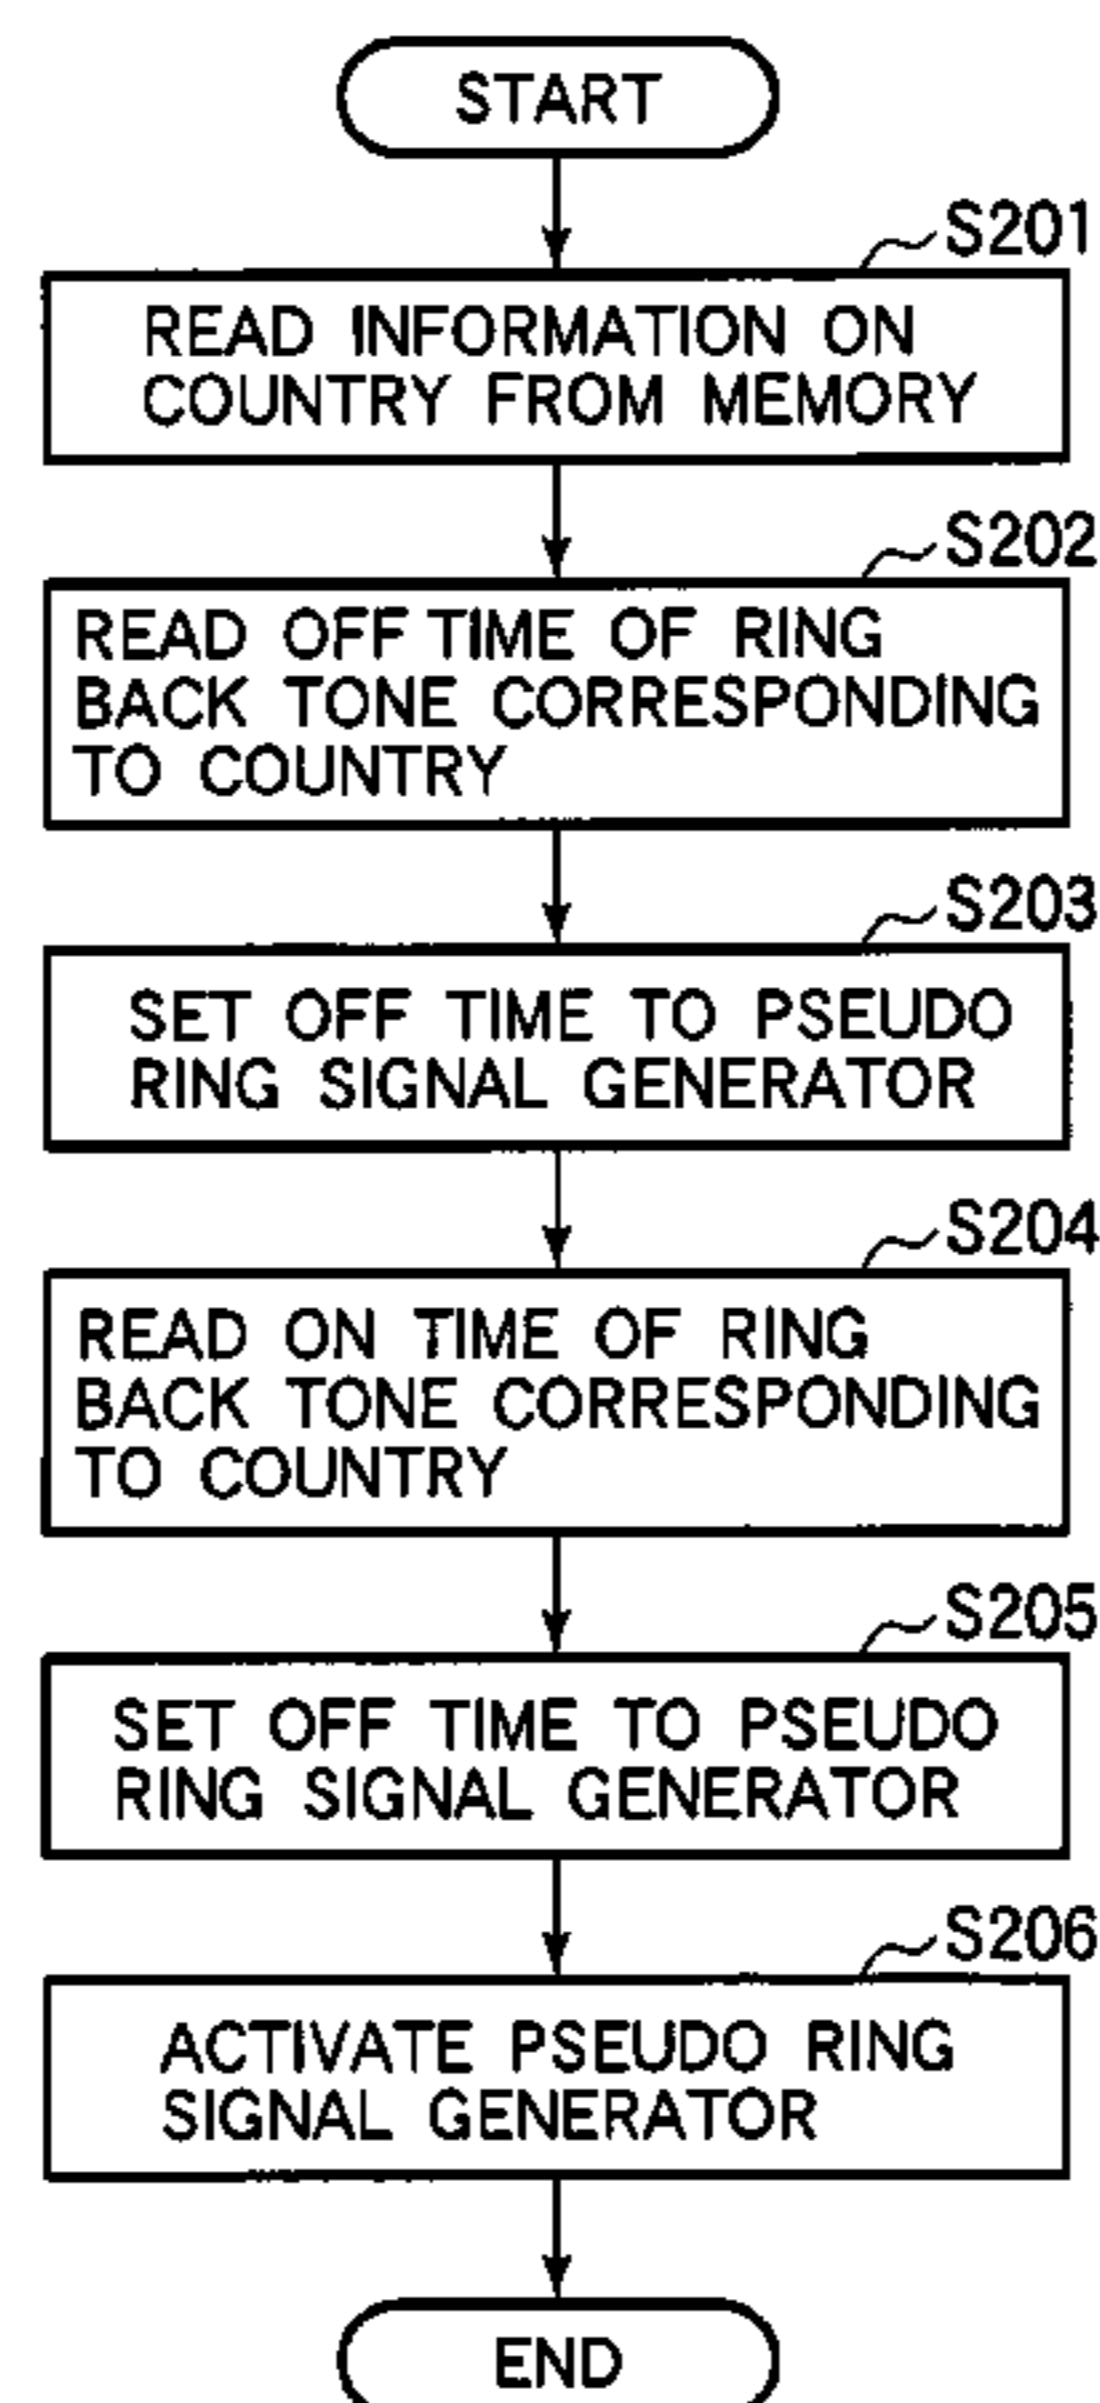 START
S201
READ INFORMATION ON
COUNTRY FROM MEMORY
S202
READ OFF TIME OF RING
BACK TONE CORRESPONDING
TO COUNTRY
S203
SET OFF TIME TO PSEUDO
RING SIGNAL GENERATOR
S204
READ ON TIME OF RING
BACK TONE CORRESPONDING
TO COUNTRY
S205
SET OFF TIME TO PSEUDO
RING SIGNAL GENERATOR
S206
ACTIVATE PSEUDO RING
SIGNAL GENERATOR
END